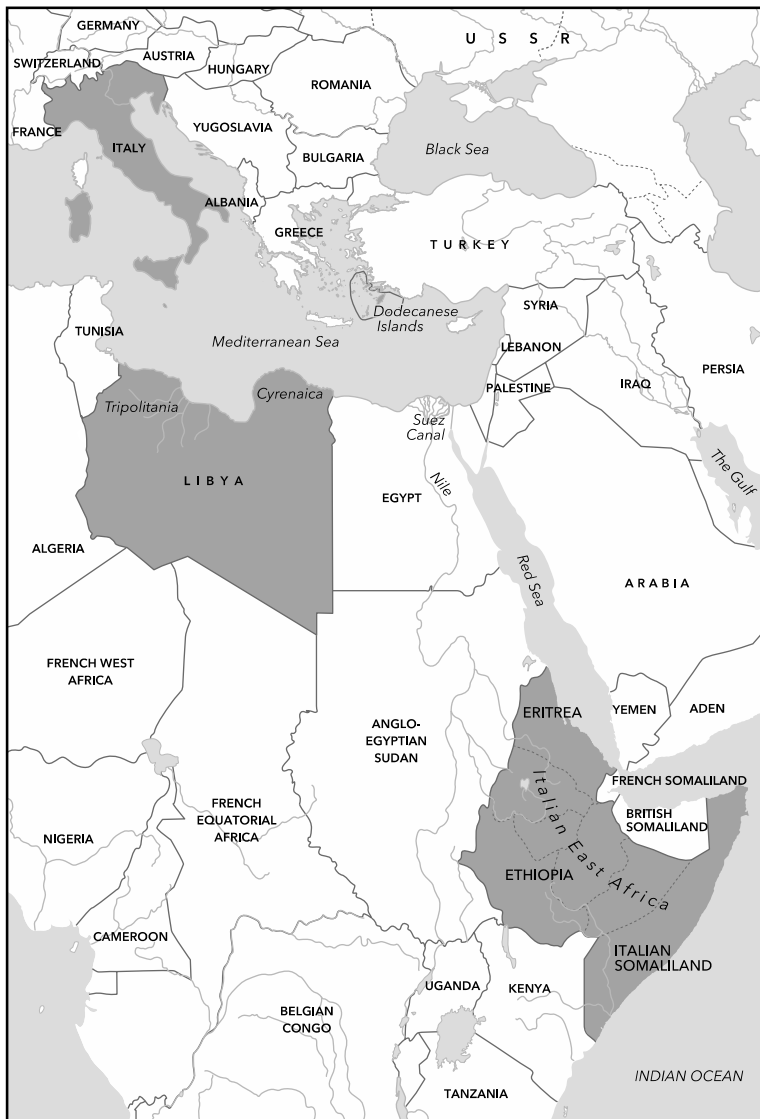 GERMANY
U S S R
SWITZERLAND
AUSTRIA
HUNGARY
ROMANIA
FRANCE
ITALY
YUGOSLAVIA
BULGARIA
Black Sea
ALBANIA
GREECE
TURKEY
Dodecanese
Islands
SYRIA
TUNISIA
Mediterranean Sea
LEBANON
PERSIA
PALESTINE
IRAQ
Tripolitania
Cyrenaica
Suez
Canal
The Gulf
LIBYA
EGYPT
Nile
ALGERIA
Red Sea
ARABIA
FRENCH WEST
AFRICA
ERITREA
YEMEN
ADEN
ANGLO-
EGYPTIAN
SUDAN
FRENCH SOMALILAND
Italian East Africa
BRITISH
SOMALILAND
NIGERIA
FRENCH
EQUATORIAL
AFRICA
ETHIOPIA
CAMEROON
ITALIAN
SOMALILAND
UGANDA
KENYA
BELGIAN
CONGO
INDIAN OCEAN
TANZANIA